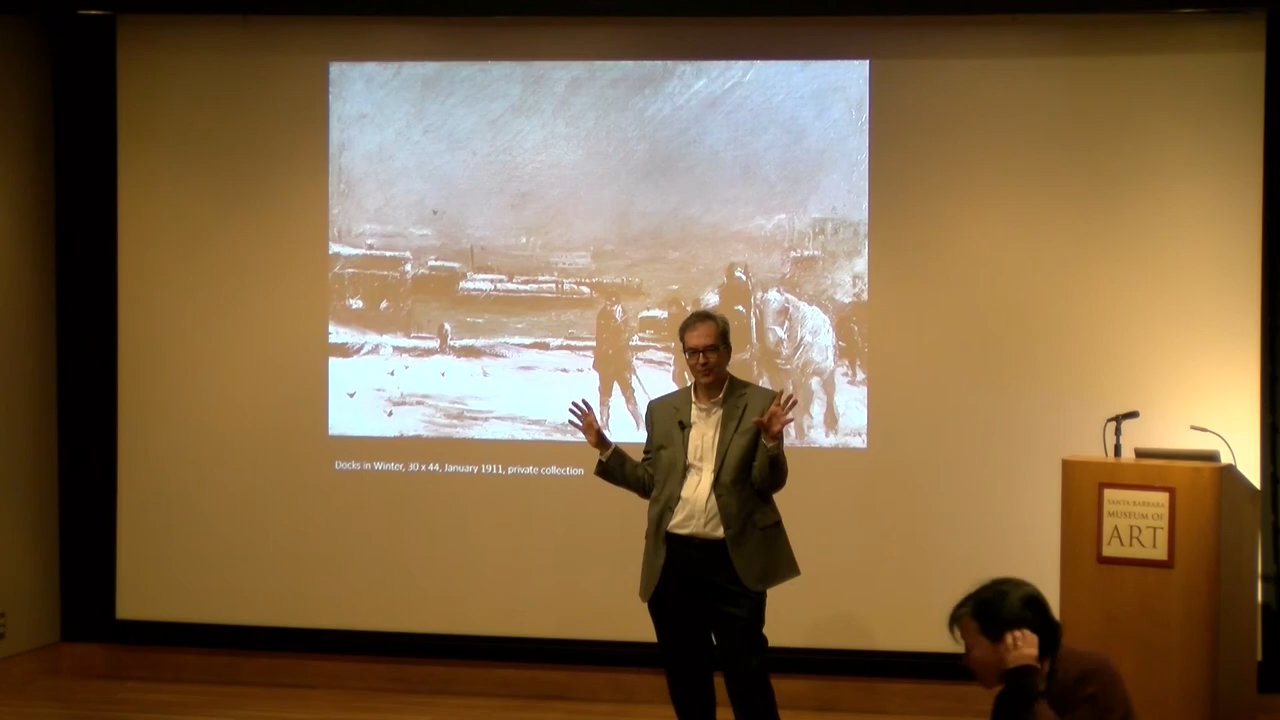 Docks in Winter, 30 x 44, January 1911, private collection
SANTA BARBARA
MUSEUM OF
ART